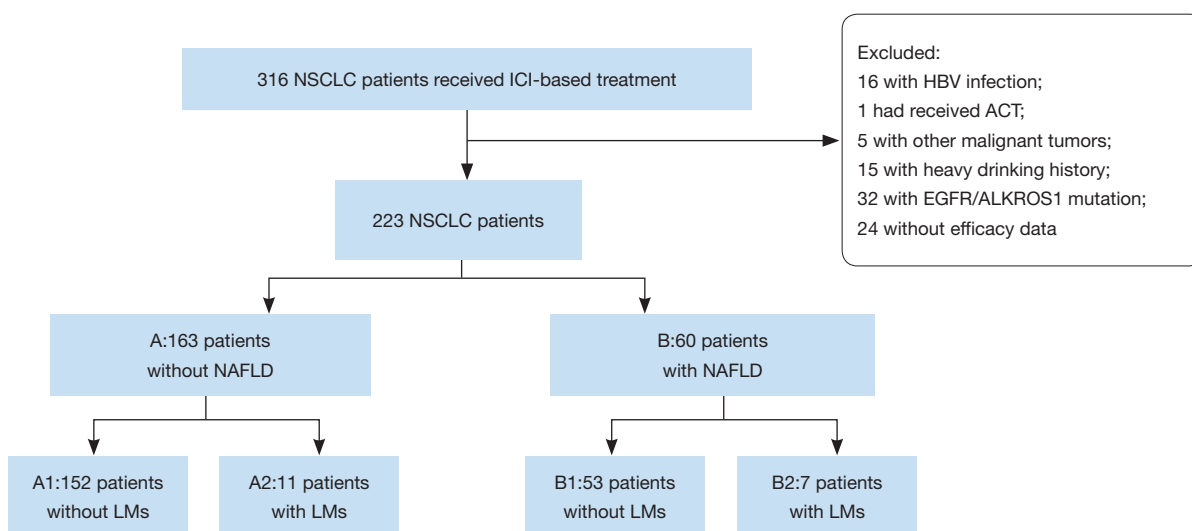 316 NSCLC patients received ICI-based treatment
Excluded:
16 with HBV infection;
1 had received ACT;
5 with other malignant tumors;
15 with heavy drinking history;
32 with EGFR/ALKROS1 mutation;
24 without efficacy data
223 NSCLC patients
A:163 patients
without NAFLD
B:60 patients
with NAFLD
A1:152 patients
without LMs
A2:11 patients
with LMs
B1:53 patients
without LMs
B2:7 patients
with LMs